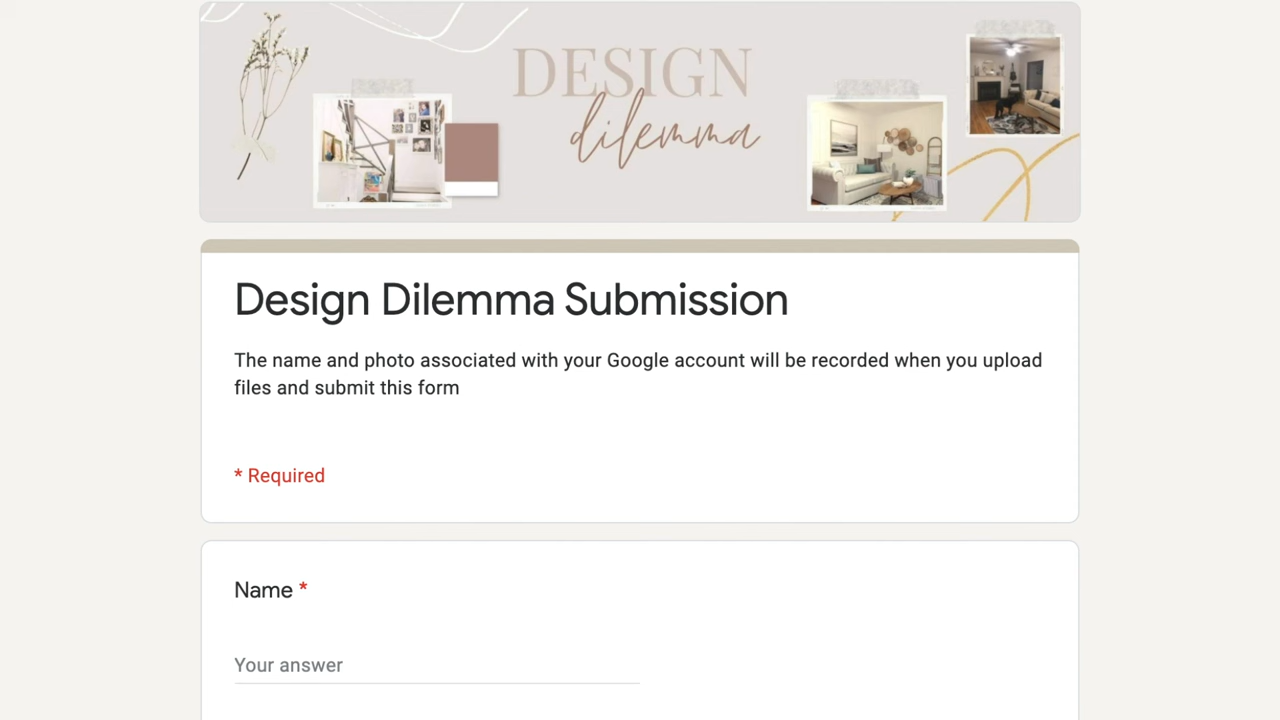 DESIGN
dilemma
Design Dilemma Submission
The name and photo associated with your Google account will be recorded when you upload
files and submit this form
* Required
Name *
Your answer